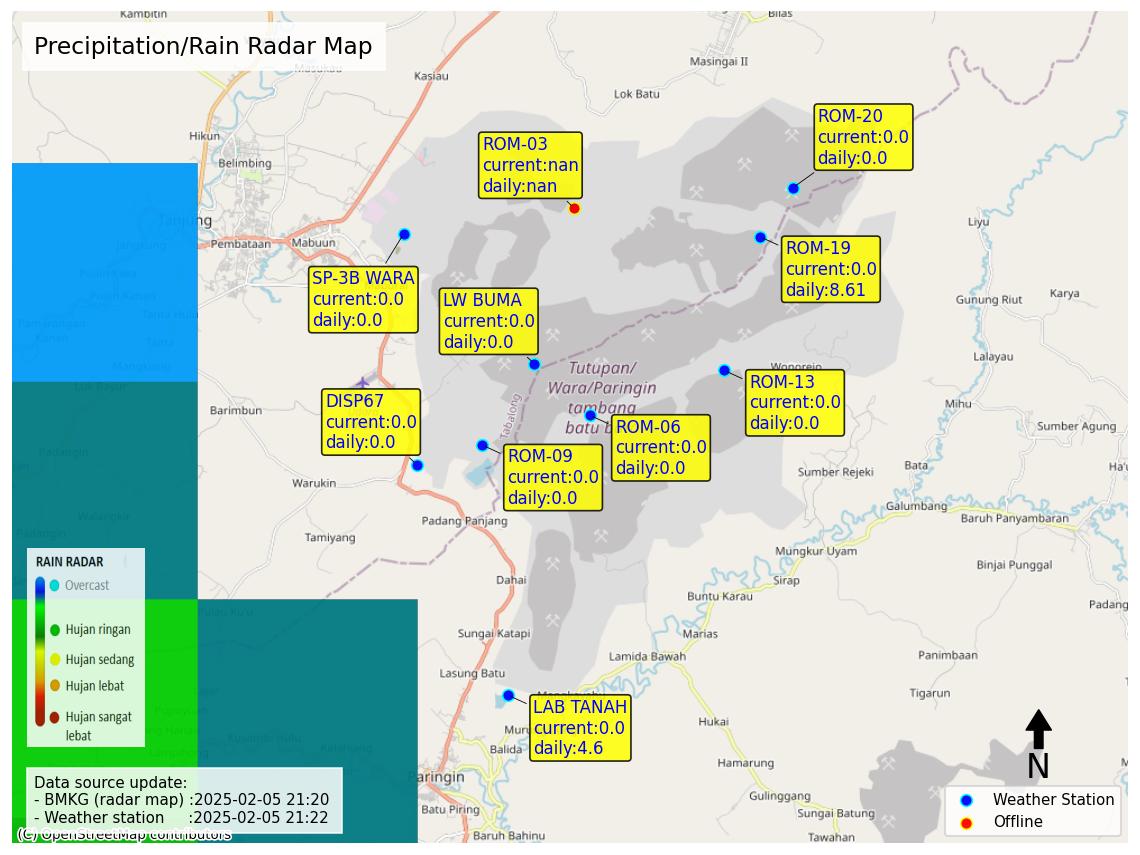 Kambitin
Bilas
Precipitation/Rain Radar Map
Masukau
Kasiau
Masingai II
Lok Batu
Hikun
Belimbing
ROM-03
current:nan
daily:nan
ROM-20
current:0.0
daily:0.0
Tanjung
Jangkung
Pembataan
Mabuun
Liyu
ROM-19
current:0.0
daily:8.61
SP-3B WARA
current:0.0
daily:0.0
LW BUMA
current:0.0
daily:0.0
Gunung Riut
Karya
Lalayau
Wonorejo
Tutupan/
Wara/Paringin
tambang
batu b
Tabalong
ROM-13
current:0.0
daily:0.0
DISP67
current:0.0
daily:0.0
Barimbun
Mihu
ROM-06
current:0.0
daily:0.0
Sumber Agung
ROM-09
current:0.0
daily:0.0
Padangin
Warukin
Sumber Rejeki
Bata
Galumbang
Padang Panjang
Baruh Panyambaran
Tamiyang
Mungkur Uyam
Binjai Punggal
Dahai
Sirap
Buntu Karau
Padang
RAIN RADAR
Overcast
Hujan ringan
Hujan sedang
Hujan lebat
Hujan sangat
lebat
Sungai Katapi
Marias
Lamida Bawah
Panimbaan
Lasung Batu
Tigarun
LAB TANAH
current:0.0
daily:4.6
Hukai
Balida
Hamarung
N
Paringin
Gulinggang
Batu Piring
Sungai Batung
Baruh Bahinu
Tawahan
Data source update:
- BMKG (radar map) :2025-02-05 21:20
- Weather station :2025-02-05 21:22
(C) OpenStreetMap contributors
Weather Station
Offline